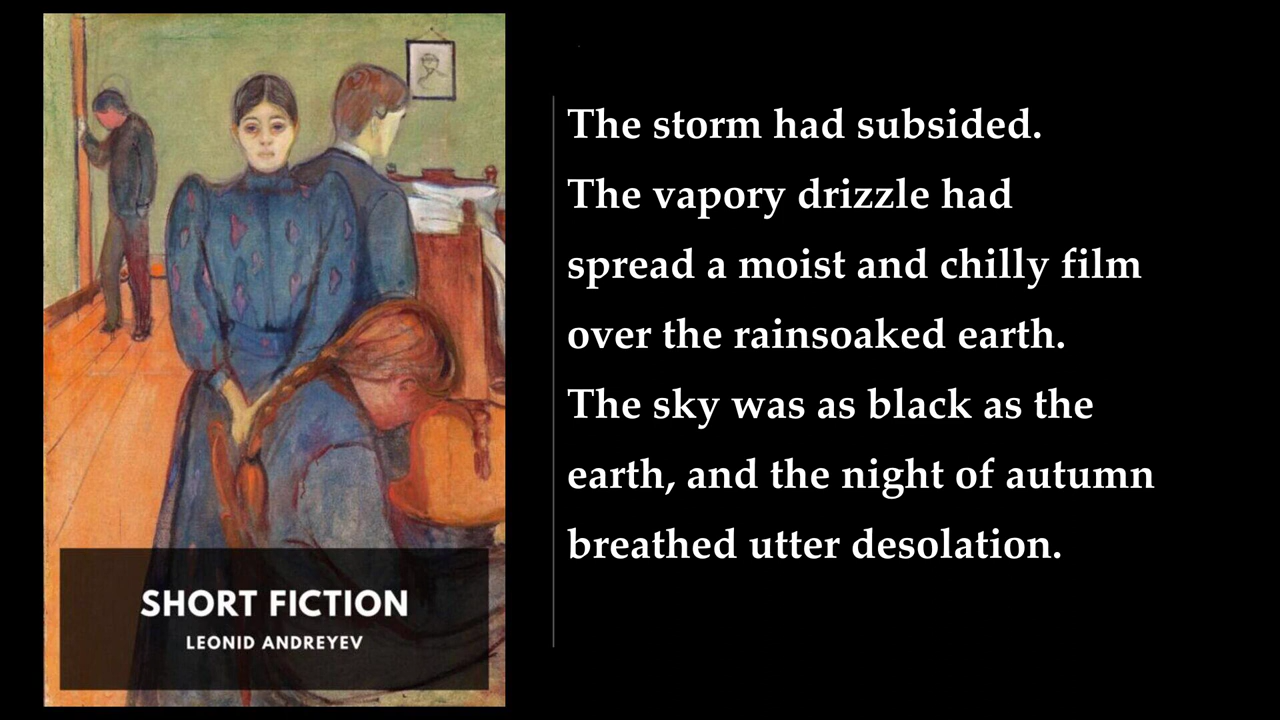 SHORT FICTION
LEONID ANDREYEV
The storm had subsided.
The vapory drizzle had
spread a moist and chilly film
over the rainsoaked earth.
The sky was as black as the
earth, and the night of autumn
breathed utter desolation.